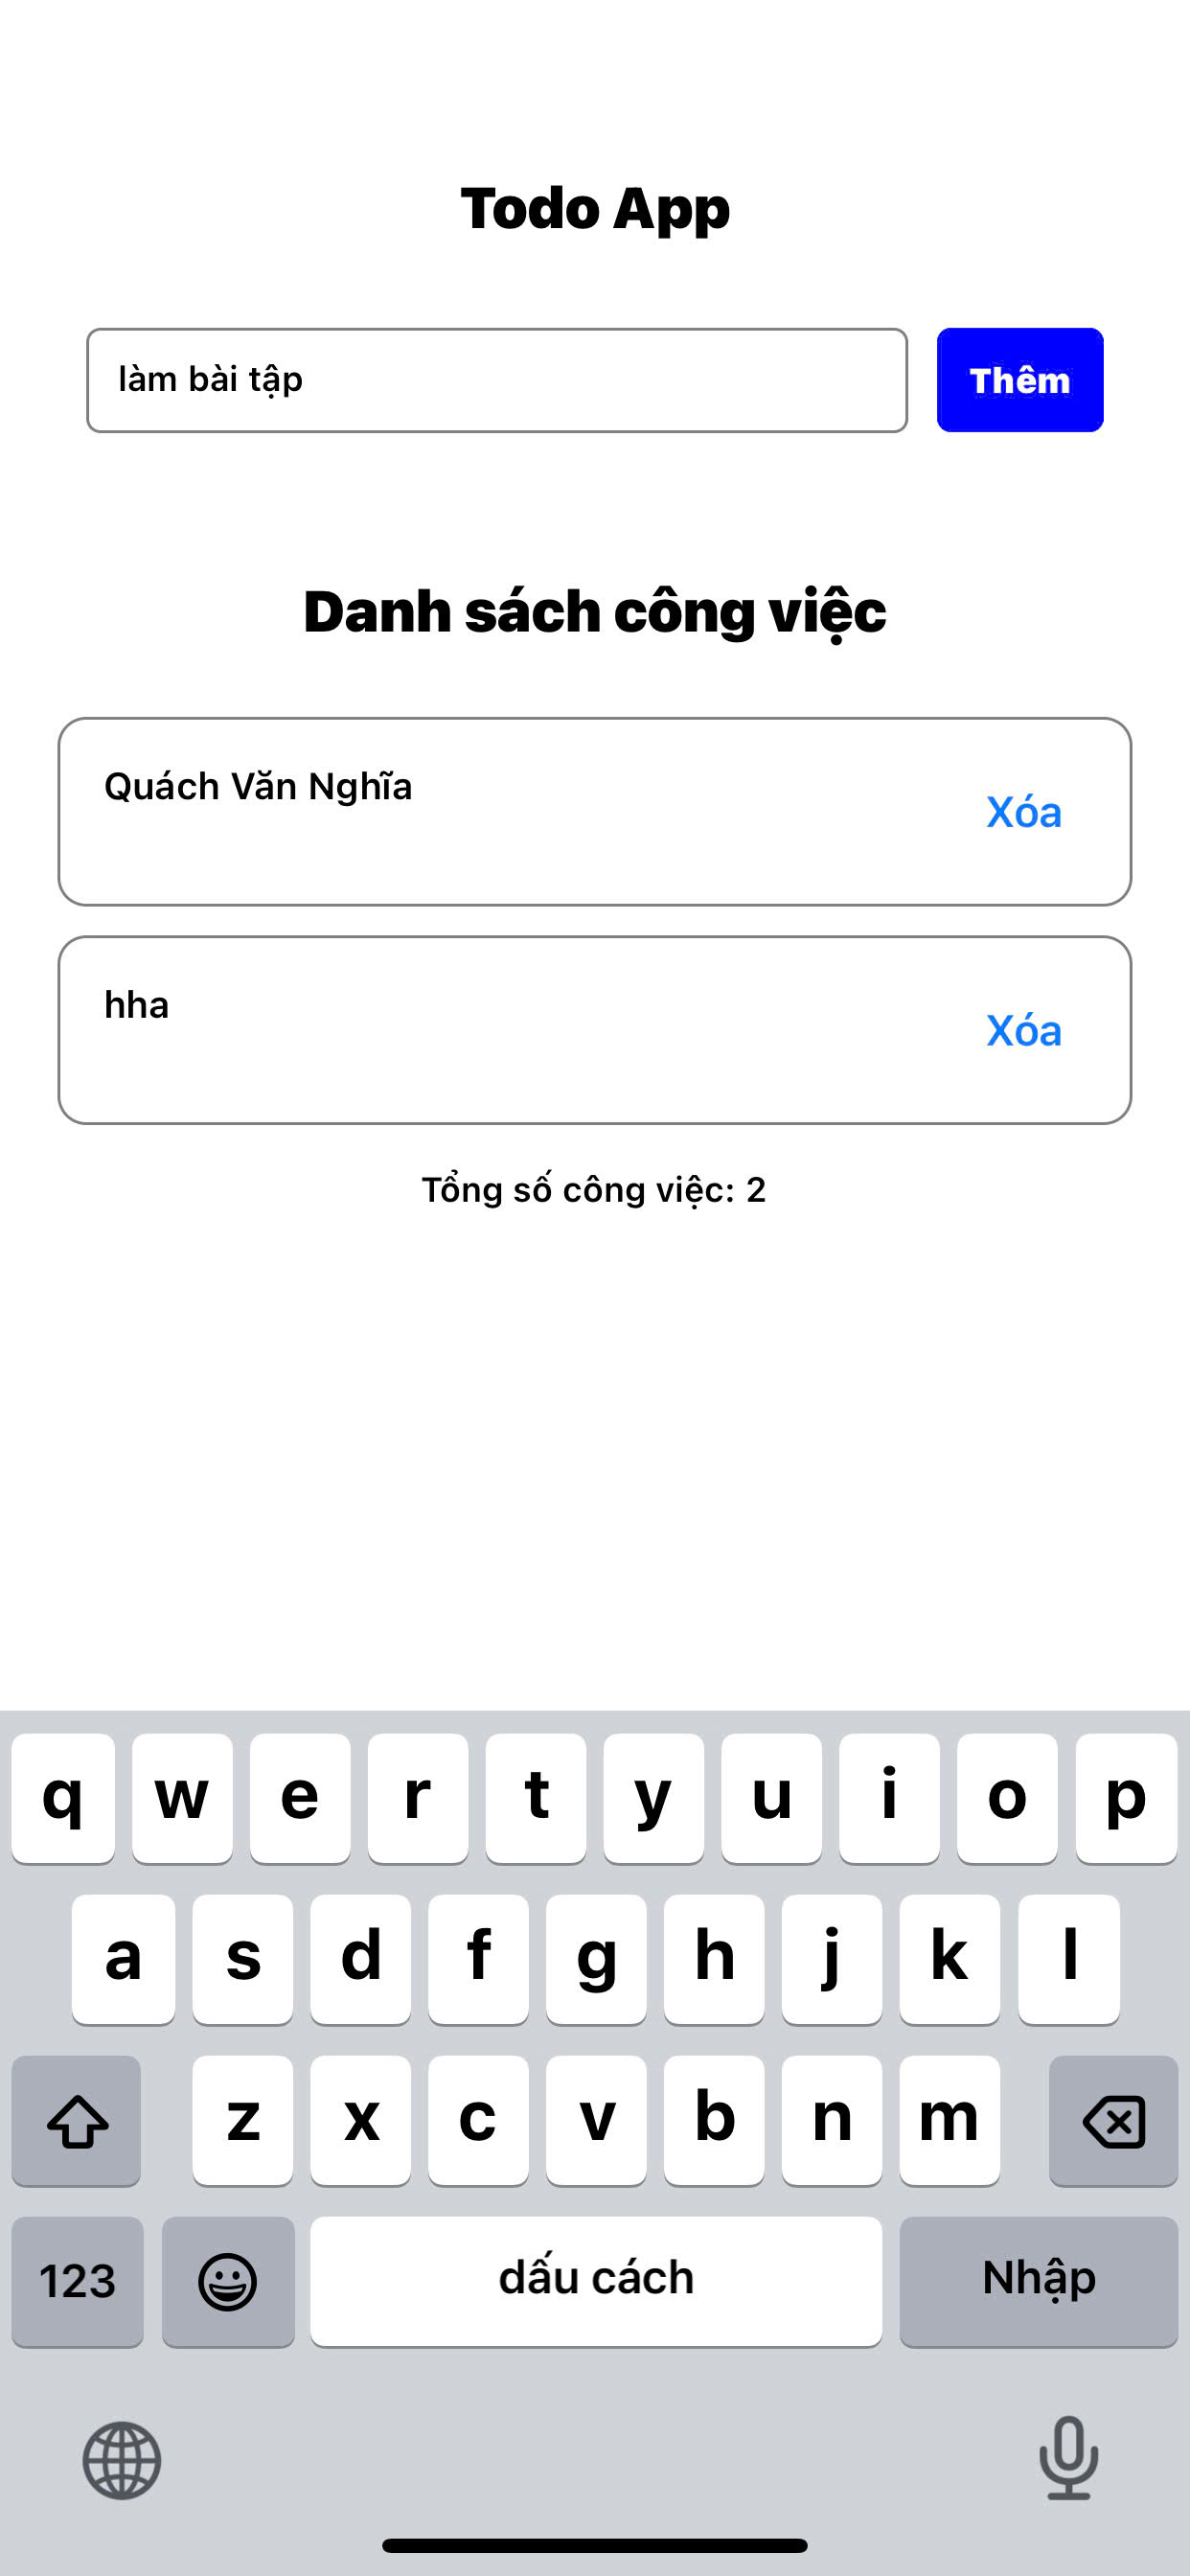 Todo App
làm bài tập
Thêm
Danh sách công việc
Quách Văn Nghĩa
Xóa
hha
Xóa
Tổng số công việc: 2
q w e r t y u i o p
a s d f g h j k l
z x c v b n m
123 dấu cách Nhập